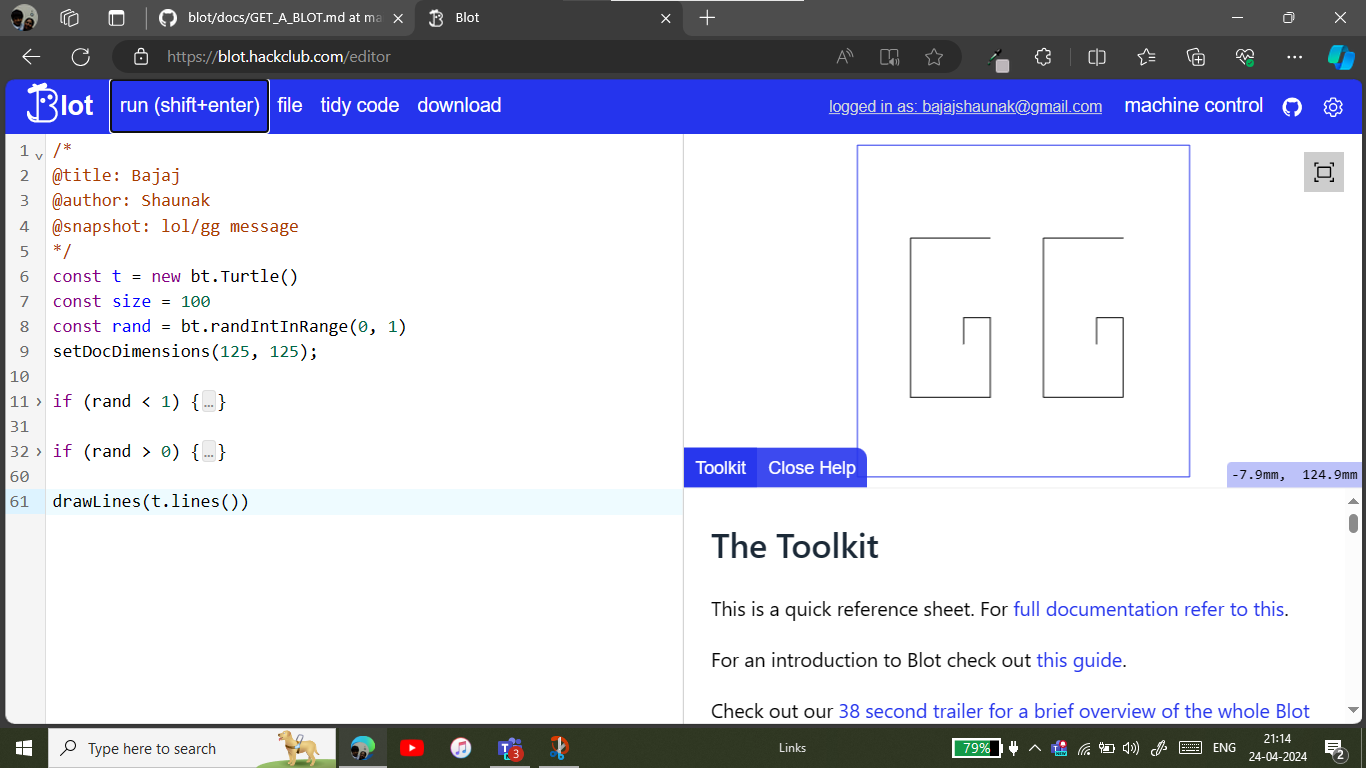 blot/docs/GET_A_BLOT.md at ma
Blot
https://blot.hackclub.com/editor
Blot run (shift+enter) file tidy code download logged in as: bajajshaunak@gmail.com machine control
1 /*
2 @title: Bajaj
3 @author: Shaunak
4 @snapshot: lol/gg message
5 */
6 const t = new bt.Turtle()
7 const size = 100
8 const rand = bt.randIntInRange(0, 1)
9 setDocDimensions(125, 125);
10
11 if (rand < 1) {…}
31
32 if (rand > 0) {…}
60
61 drawLines(t.lines())
GG
Toolkit Close Help
-7.9mm, 124.9mm
The Toolkit
This is a quick reference sheet. For full documentation refer to this.
For an introduction to Blot check out this guide.
Check out our 38 second trailer for a brief overview of the whole Blot
Type here to search
3
Links
79%
ENG
21:14
24-04-2024
2